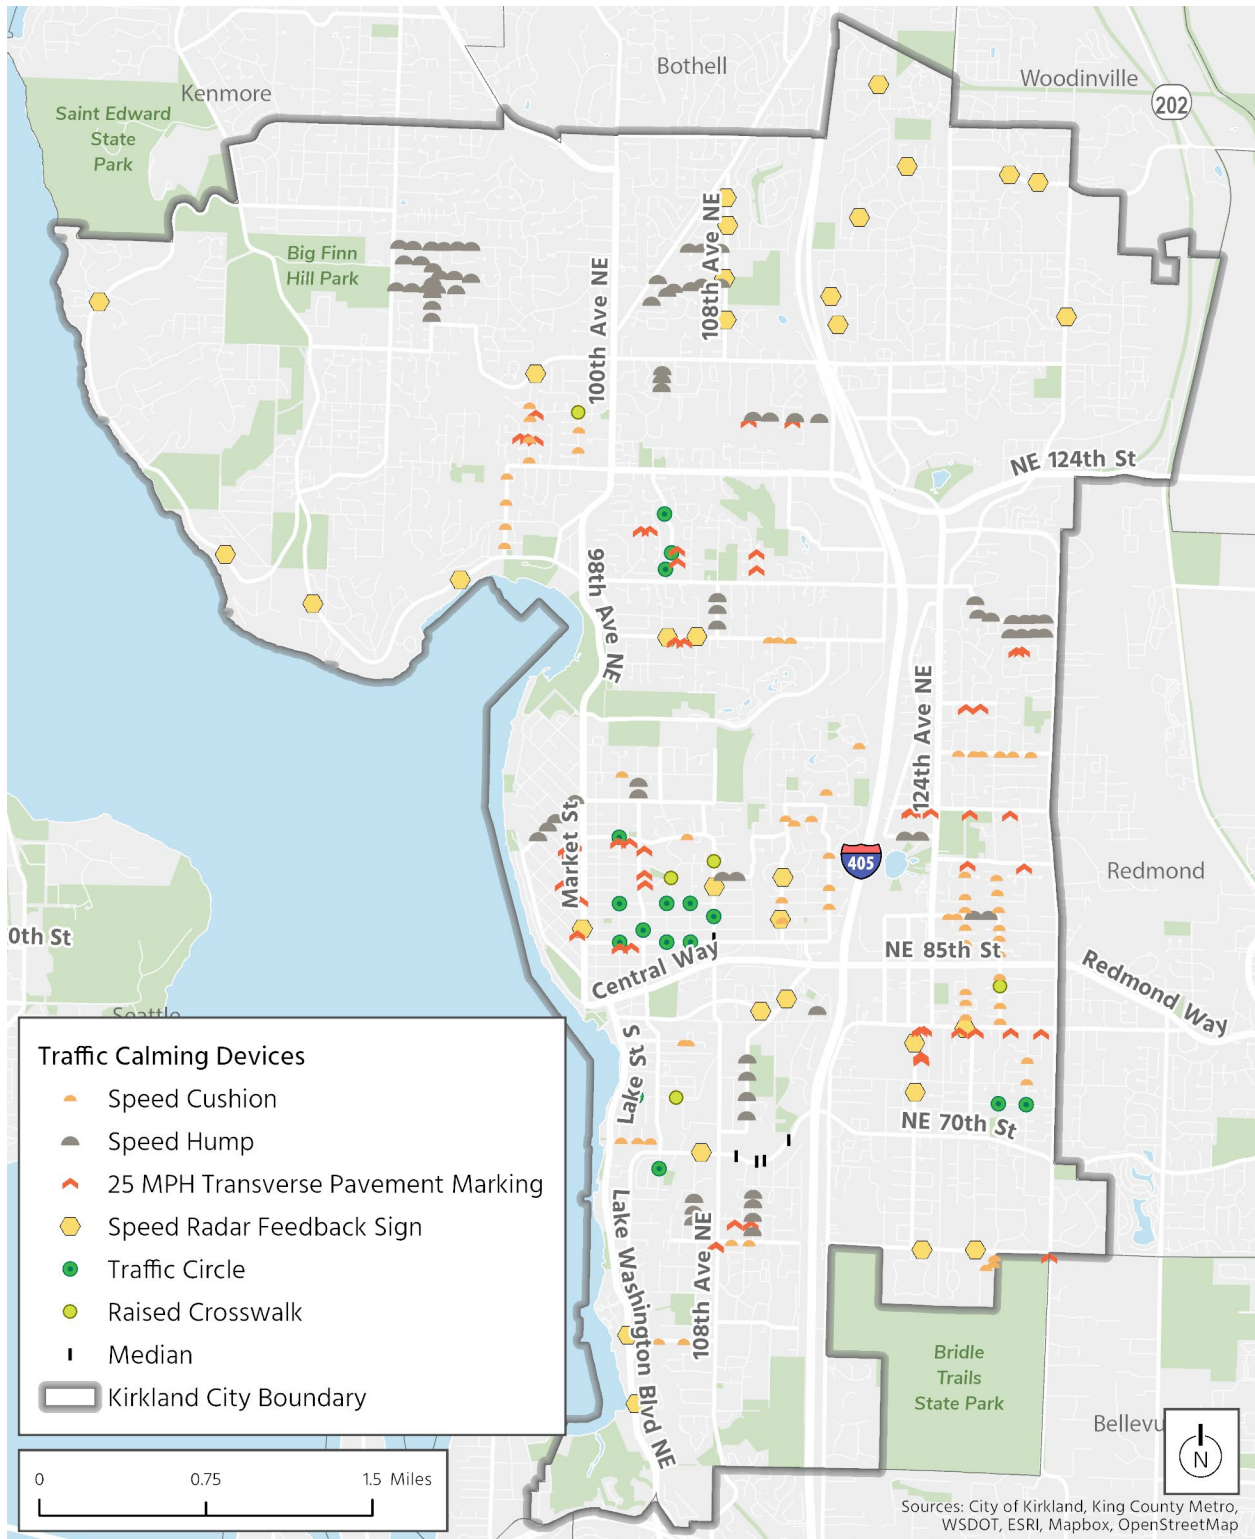 Bothell
Woodinville
202
Kenmore
Saint Edward
State
Park
Big Finn
Hill Park
108th Ave NE
100th Ave NE
NE 124th St
98th Ave NE
124th Ave NE
Market St
405
Redmond
0th St
NE 85th St
Central Way
Redmond Way
Seattle
S
Lake St
NE 70th St
Lake Washington Blvd NE
108th Ave NE
Bridle
Trails
State Park
Bellevu
Traffic Calming Devices
Speed Cushion
Speed Hump
25 MPH Transverse Pavement Marking
Speed Radar Feedback Sign
Traffic Circle
Raised Crosswalk
Median
Kirkland City Boundary
0 0.75 1.5 Miles
N
Sources: City of Kirkland, King County Metro,
WSDOT, ESRI, Mapbox, OpenStreetMap